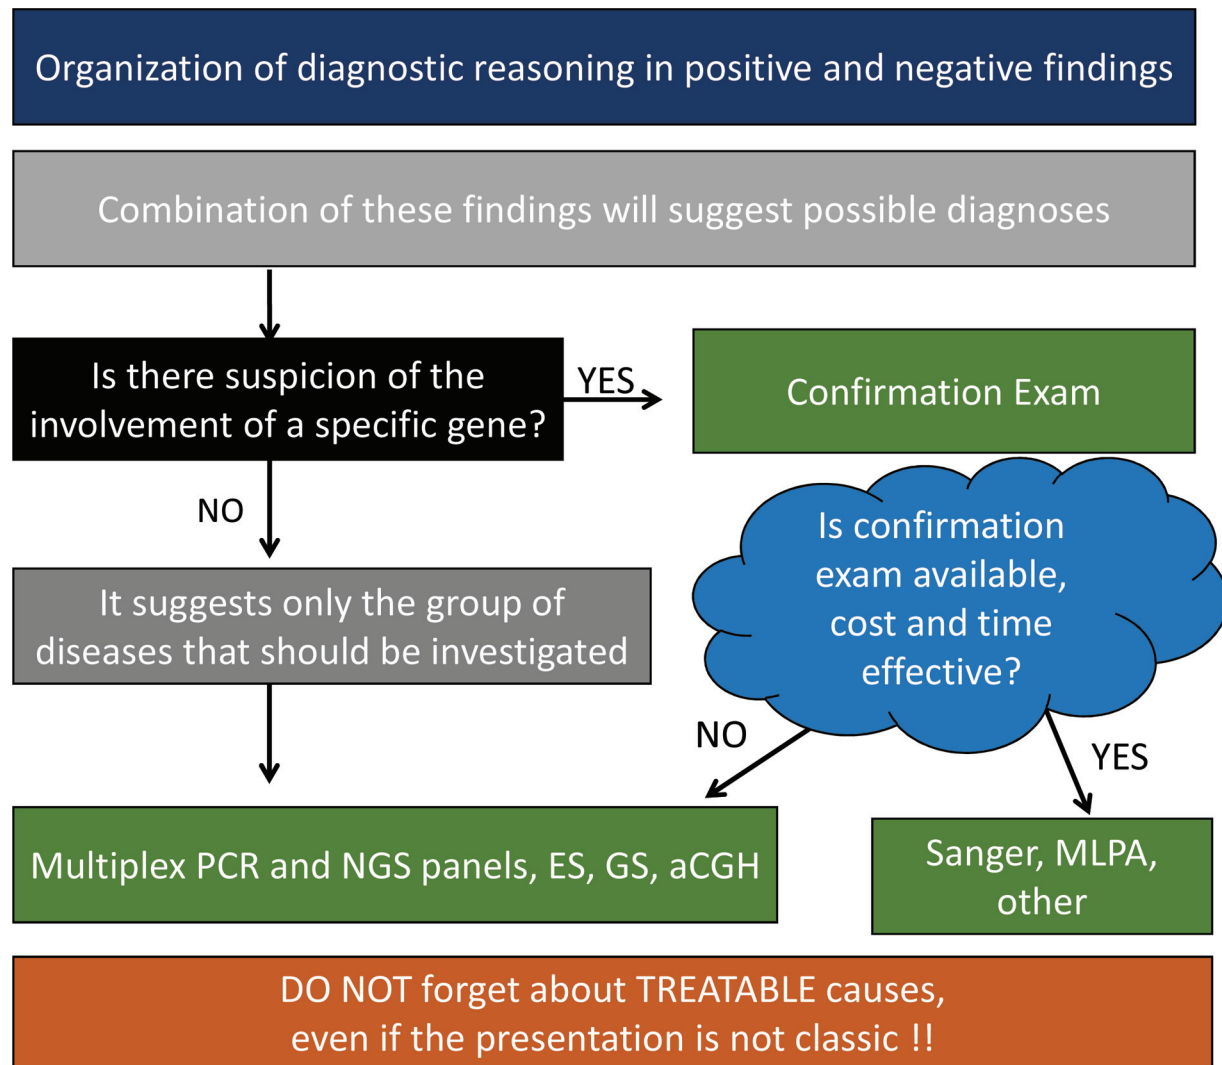 Organization of diagnostic reasoning in positive and negative findings
Combination of these findings will suggest possible diagnoses
Is there suspicion of the
involvement of a specific gene?
YES
Confirmation Exam
NO
Is confirmation
exam available,
cost and time
effective?
It suggests only the group of
diseases that should be investigated
NO
YES
Multiplex PCR and NGS panels, ES, GS, aCGH
Sanger, MLPA,
other
DO NOT forget about TREATABLE causes,
even if the presentation is not classic !!